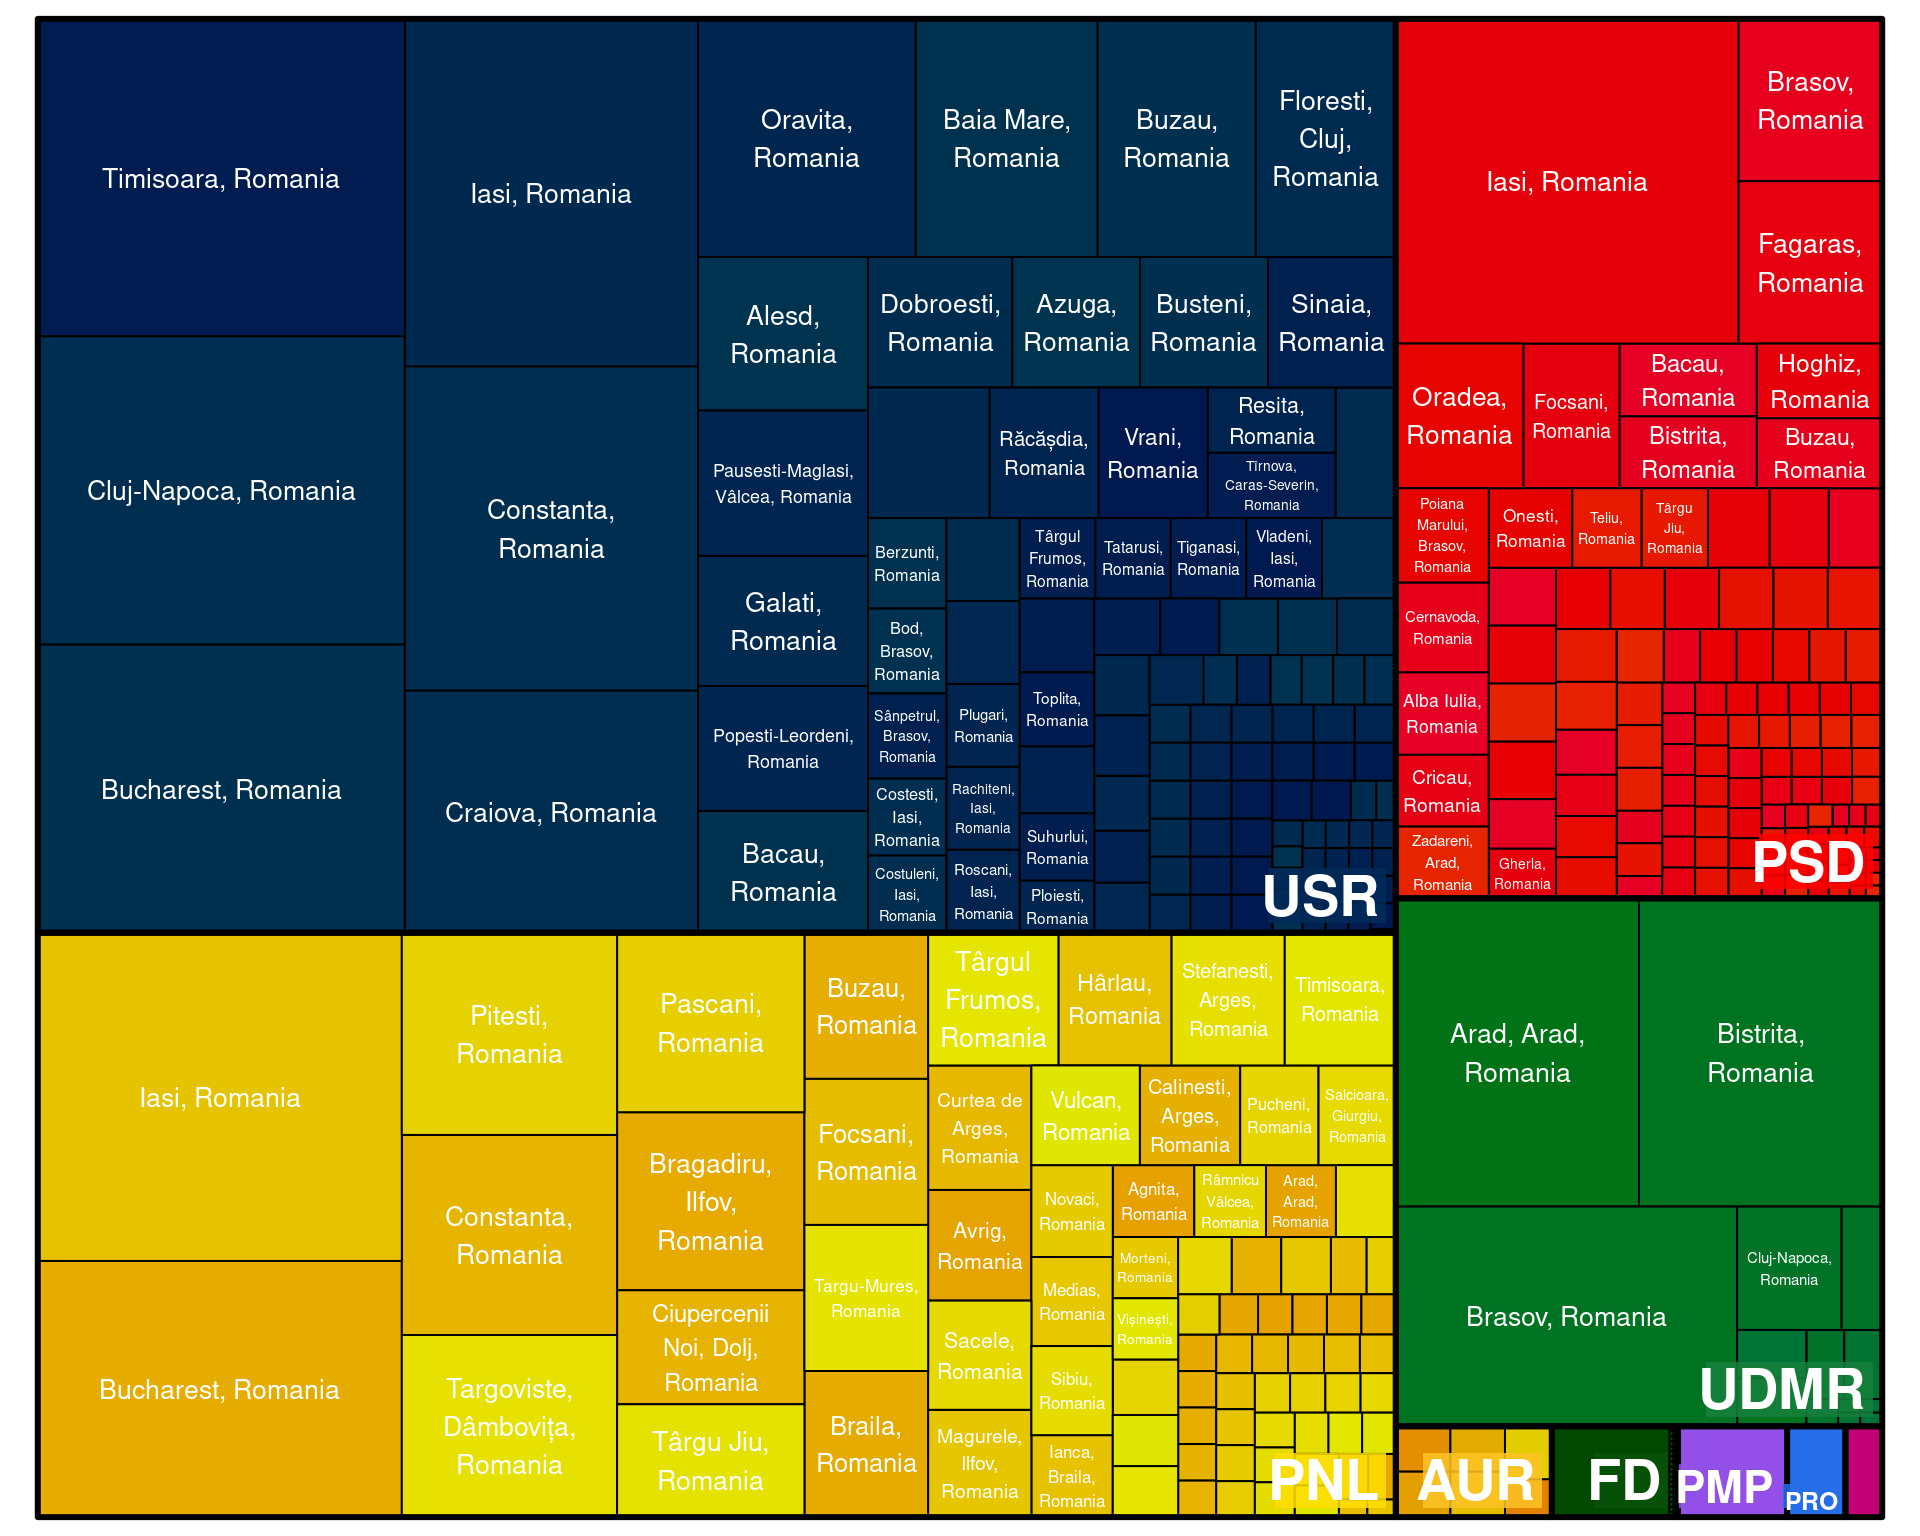 Timisoara, Romania
Cluj-Napoca, Romania
Bucharest, Romania
Iasi, Romania
Constanta,
Romania
Craiova, Romania
Oravita,
Romania
Baia Mare,
Romania
Buzau,
Romania
Floresti,
Cluj,
Romania
Alesd,
Romania
Dobroesti,
Romania
Azuga,
Romania
Busteni,
Romania
Sinaia,
Romania
Pausesti-Maglasi,
Vâlcea, Romania
Galati,
Romania
Popesti-Leordeni,
Romania
Bacau,
Romania
Răcășdia,
Romania
Vrani,
Romania
Resita,
Romania
Tîrnova,
Caras-Severin,
Romania
Berzunti,
Romania
Bod,
Brasov,
Romania
Sânpetrul,
Brasov,
Romania
Costesti,
Iasi,
Romania
Costuleni,
Iasi,
Romania
Plugari,
Romania
Rachiteni,
Iasi,
Romania
Roscani,
Iasi,
Romania
Târgul
Frumos,
Romania
Tatarusi,
Romania
Tiganasi,
Romania
Vladeni,
Iasi,
Romania
Toplita,
Romania
Suhurlui,
Romania
Ploiesti,
Romania
USR
Iasi, Romania
Brasov,
Romania
Fagaras,
Romania
Oradea,
Romania
Focsani,
Romania
Bacau,
Romania
Bistrita,
Romania
Hoghiz,
Romania
Buzau,
Romania
Poiana
Marului,
Brasov,
Romania
Cernavoda,
Romania
Alba Iulia,
Romania
Cricau,
Romania
Zadareni,
Arad,
Romania
Onesti,
Romania
Teliu,
Romania
Târgu
Jiu,
Romania
Gherla,
Romania
PSD
Iasi, Romania
Bucharest, Romania
Pitesti,
Romania
Constanta,
Romania
Targoviste,
Dâmbovița,
Romania
Pascani,
Romania
Bragadiru,
Ilfov,
Romania
Ciupercenii
Noi, Dolj,
Romania
Târgu Jiu,
Romania
Buzau,
Romania
Focsani,
Romania
Targu-Mures,
Romania
Braila,
Romania
Târgul
Frumos,
Romania
Hârlau,
Romania
Stefanesti,
Arges,
Romania
Timisoara,
Romania
Curtea de
Arges,
Romania
Avrig,
Romania
Sacele,
Romania
Magurele,
Ilfov,
Romania
Vulcan,
Romania
Calinesti,
Arges,
Romania
Pucheni,
Romania
Salcioara,
Giurgiu,
Romania
Novaci,
Romania
Medias,
Romania
Sibiu,
Romania
Ianca,
Braila,
Romania
Agnita,
Romania
Râmnicu
Vâlcea,
Romania
Arad,
Arad,
Romania
Morteni,
Romania
Vișinești,
Romania
PNL
Arad, Arad,
Romania
Bistrita,
Romania
Brasov, Romania
Cluj-Napoca,
Romania
UDMR
AUR
FD
PMP
PRO